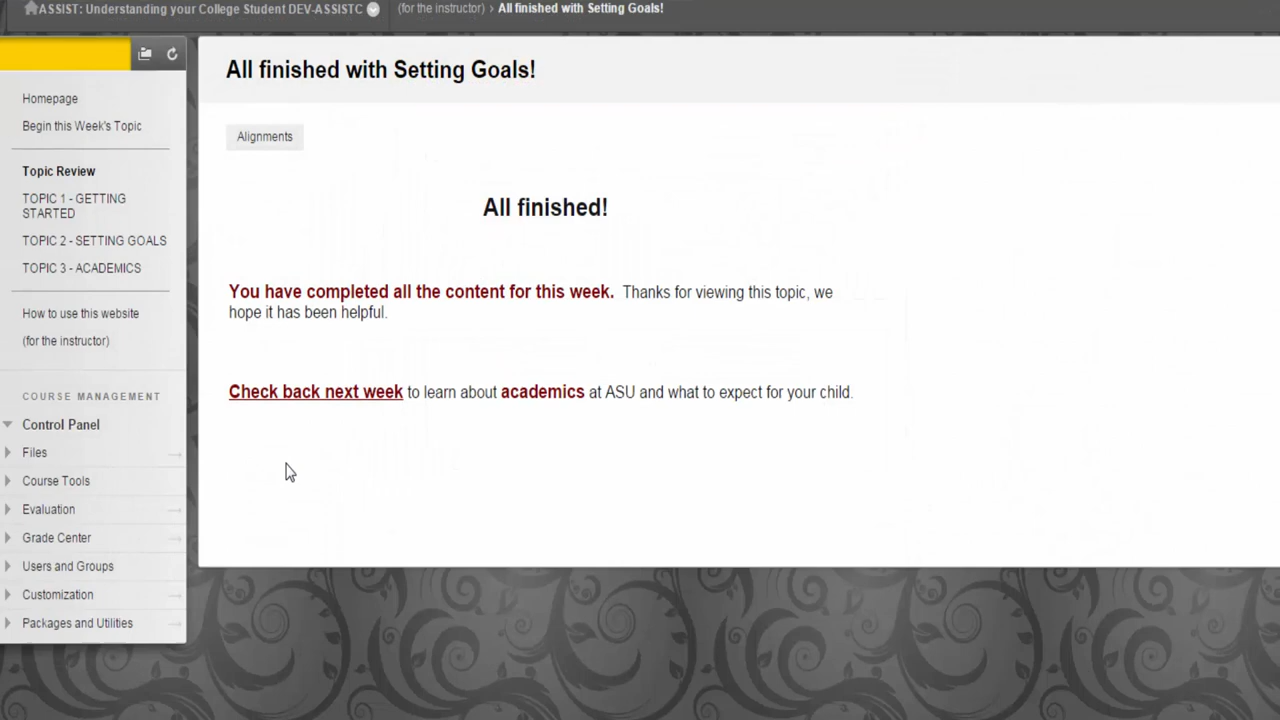 ASSIST: Understanding your College Student DEV-ASSISTC (for the instructor) › All finished with Setting Goals!
Homepage
Begin this Week's Topic
Topic Review
TOPIC 1 - GETTING
STARTED
TOPIC 2 - SETTING GOALS
TOPIC 3 - ACADEMICS
How to use this website
(for the instructor)
COURSE MANAGEMENT
Control Panel
Files
Course Tools
Evaluation
Grade Center
Users and Groups
Customization
Packages and Utilities
All finished with Setting Goals!
Alignments
All finished!
You have completed all the content for this week. Thanks for viewing this topic, we
hope it has been helpful.
Check back next week to learn about academics at ASU and what to expect for your child.